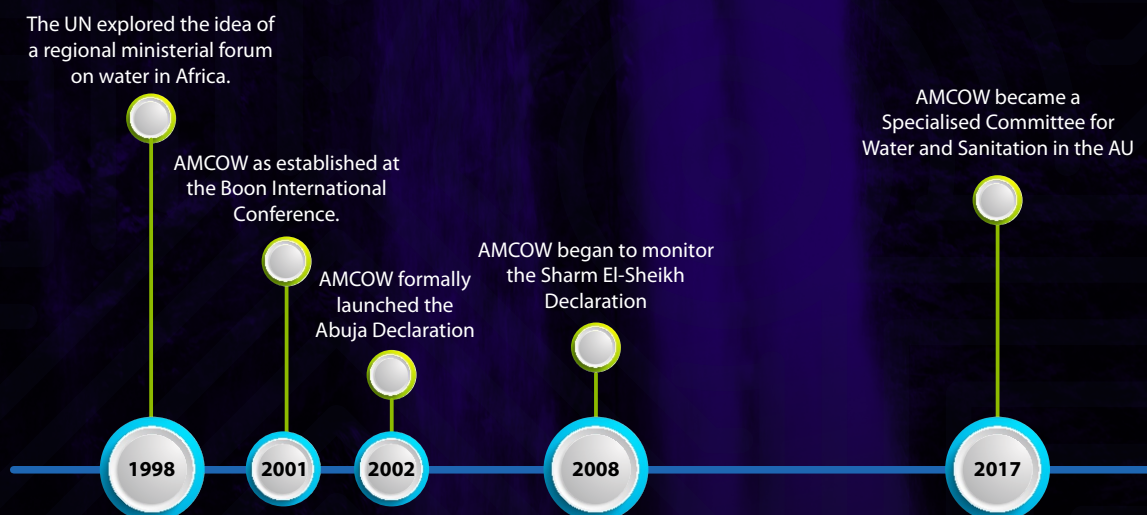 The UN explored the idea of
a regional ministerial forum
on water in Africa.
AMCOW as established at
the Boon International
Conference.
AMCOW formally
launched the
Abuja Declaration
AMCOW began to monitor
the Sharm El-Sheikh
Declaration
AMCOW became a
Specialised Committee for
Water and Sanitation in the AU
1998
2001
2002
2008
2017